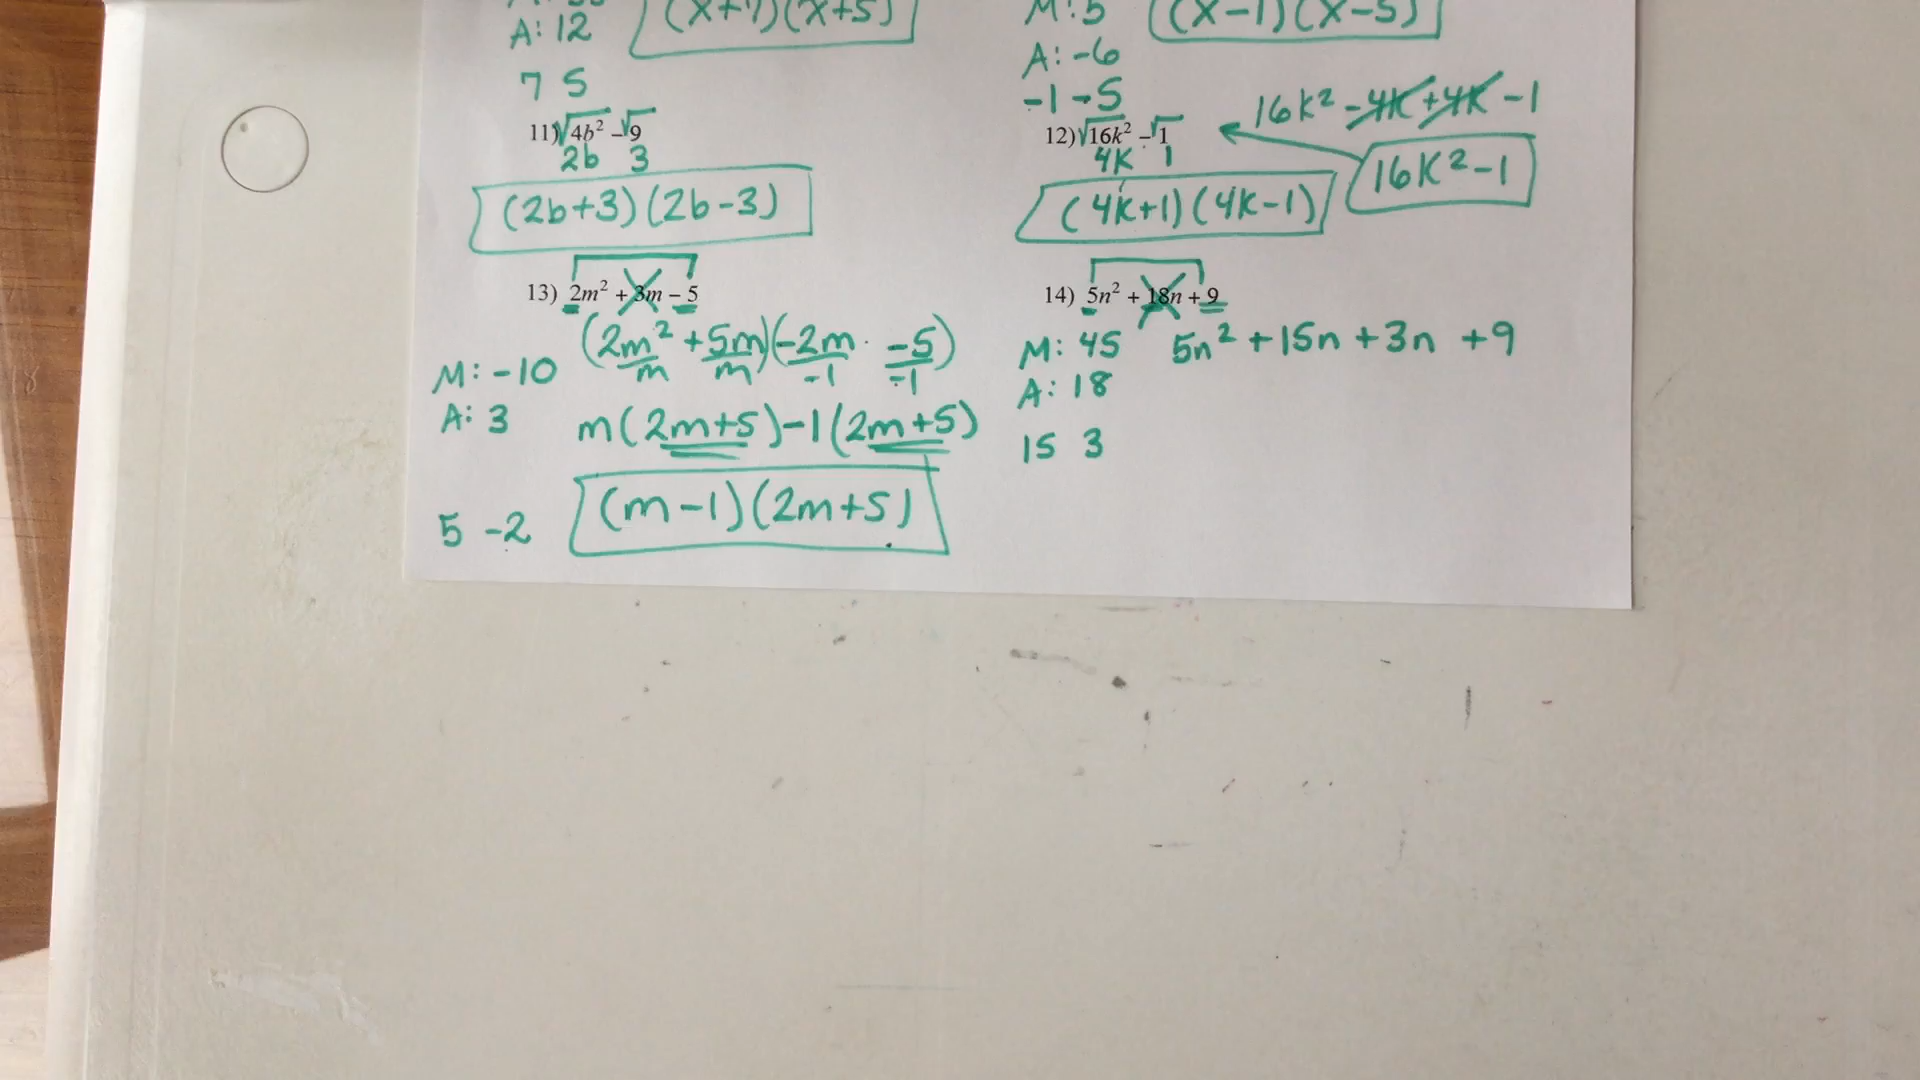 A: 12
(x+7)(x+5)
7 5
M: 5
(x-1)(x-5)
A: -6
-1 -5
11) √4b² - √9
2b 3
(2b+3)(2b-3)
12) √16k² - √1
4k 1
16k² -4k +4k -1
16k²-1
(4k+1)(4k-1)
13) 2m² + 3m - 5
(2m² + 5m)(-2m -5)
m m -1 -1
M: -10
A: 3
m(2m+5)-1(2m+5)
5 -2
(m-1)(2m+5)
14) 5n² + 18n + 9
M: 45
5n² + 15n + 3n + 9
A: 18
15 3